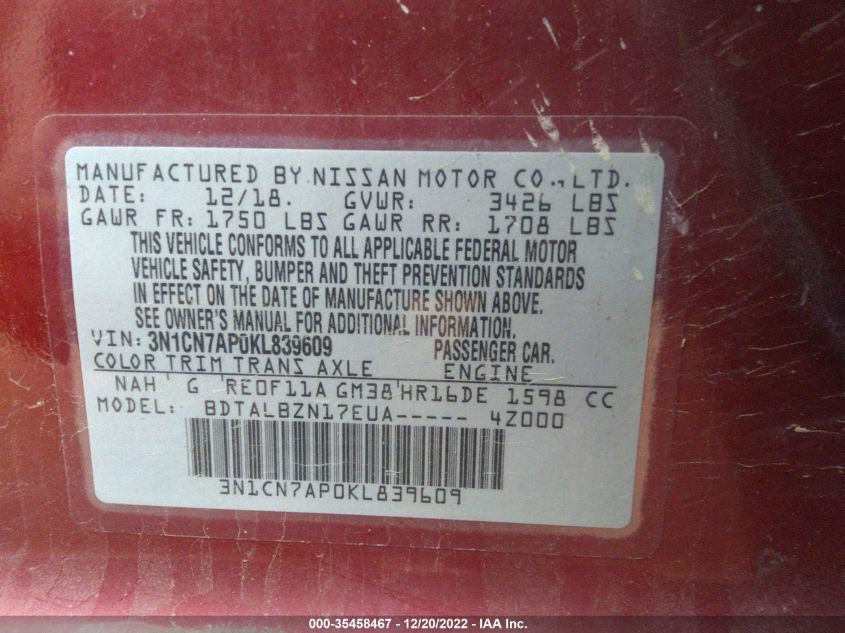 MANUFACTURED BY NISSAN MOTOR CO., LTD.
DATE: 12/18. GVWR: 3426 LBS
GAWR FR: 1750 LBS GAWR RR: 1708 LBS
THIS VEHICLE CONFORMS TO ALL APPLICABLE FEDERAL MOTOR
VEHICLE SAFETY, BUMPER AND THEFT PREVENTION STANDARDS
IN EFFECT ON THE DATE OF MANUFACTURE SHOWN ABOVE.
SEE OWNER'S MANUAL FOR ADDITIONAL INFORMATION.
VIN: 3N1CN7AP0KL839609 PASSENGER CAR.
COLOR TRIM TRANS AXLE ENGINE
NAH G RE0F11A GM38 HR16DE 1598 CC
MODEL: BDTALBZN17EUA----- 4Z000
3N1CN7AP0KL839609
000-35458467 - 12/20/2022 - IAA Inc.